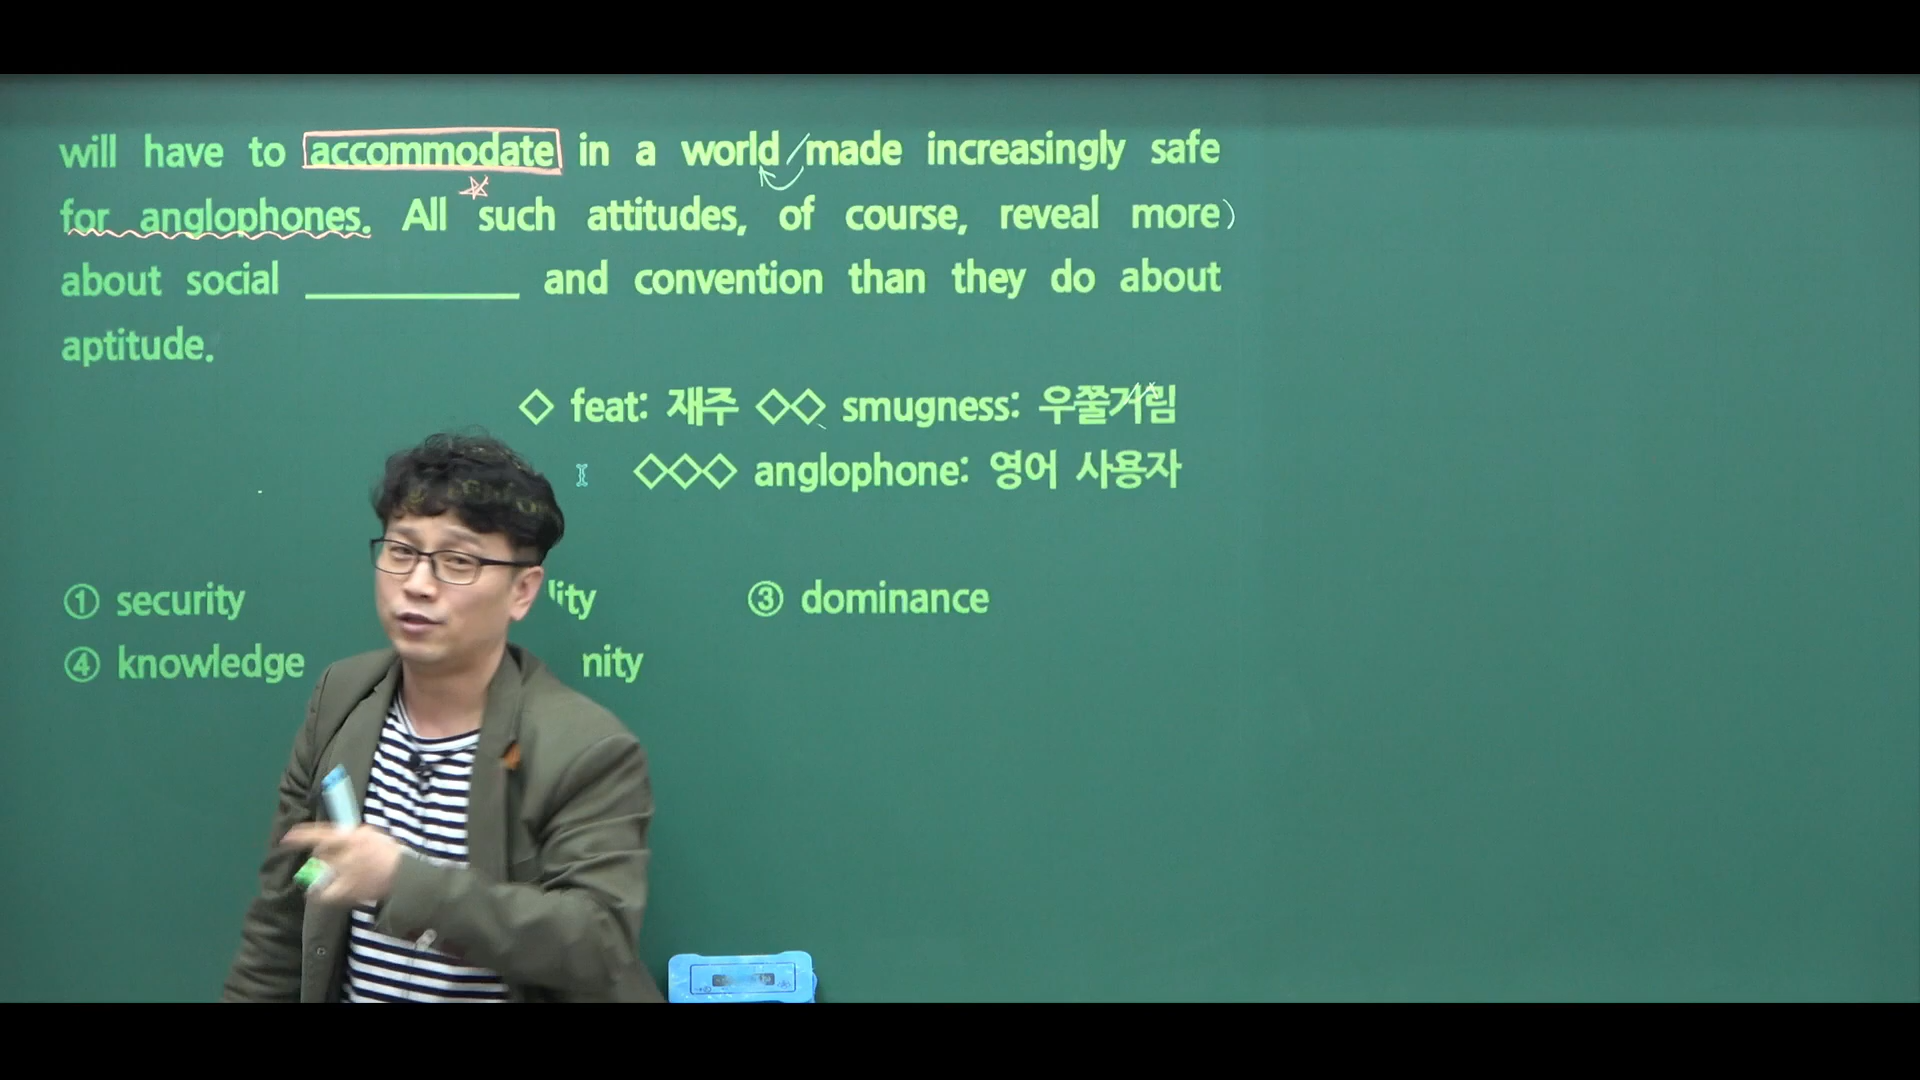 will have to accommodate in a world made increasingly safe
for anglophones. All such attitudes, of course, reveal more
about social __________ and convention than they do about
aptitude.
◇ feat: 재주 ◇◇ smugness: 우쭐거림
◇◇◇ anglophone: 영어 사용자
① security ③ dominance
④ knowledge